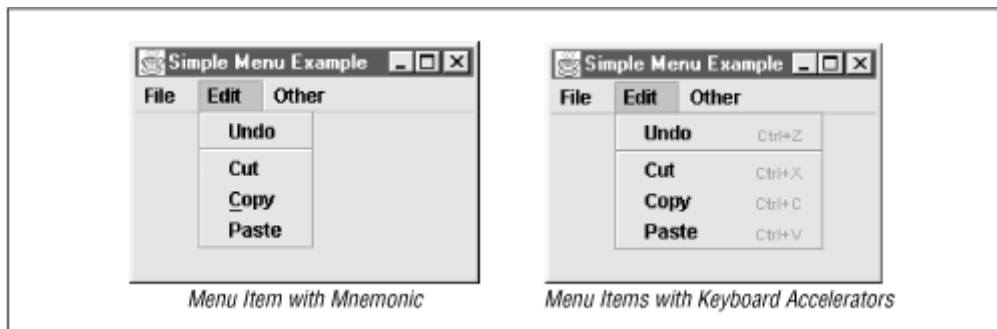 Simple Menu Example
File Edit Other
Undo
Cut
Copy
Paste
Menu Item with Mnemonic
Simple Menu Example
File Edit Other
Undo Ctrl+Z
Cut Ctrl+X
Copy Ctrl+C
Paste Ctrl+V
Menu Items with Keyboard Accelerators